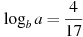 log_b a = 4/17